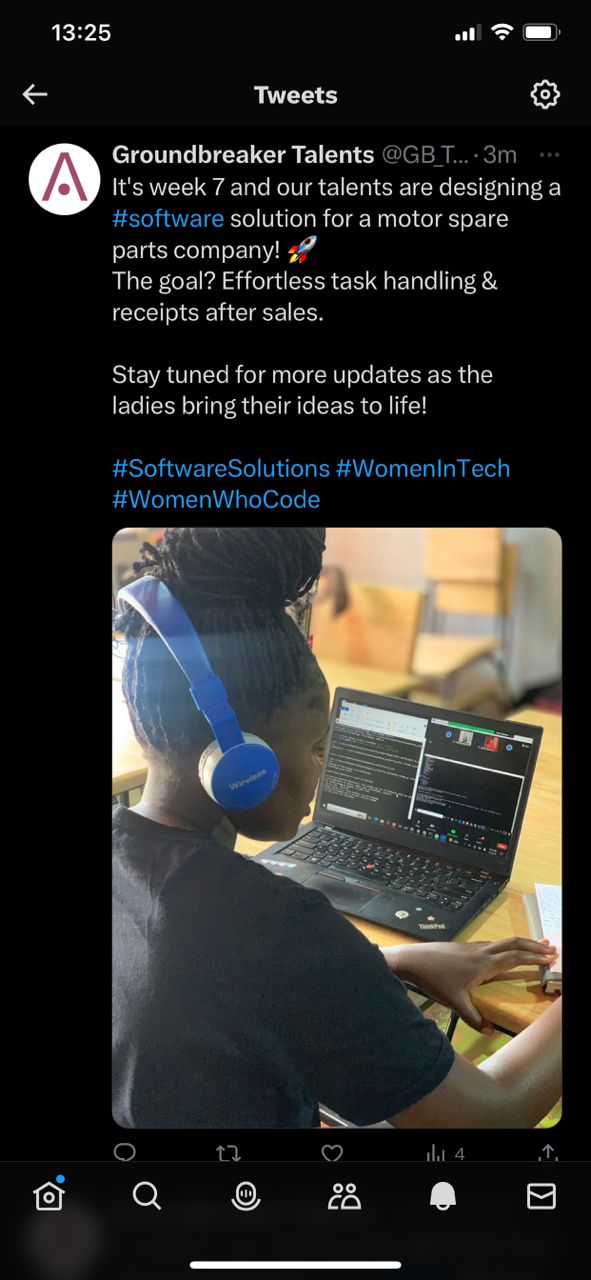 13:25
Tweets
Groundbreaker Talents @GB_T... · 3m
It's week 7 and our talents are designing a
#software solution for a motor spare
parts company! 🚀
The goal? Effortless task handling &
receipts after sales.
Stay tuned for more updates as the
ladies bring their ideas to life!
#SoftwareSolutions #WomenInTech
#WomenWhoCode
Wireless
ThinkPad
4